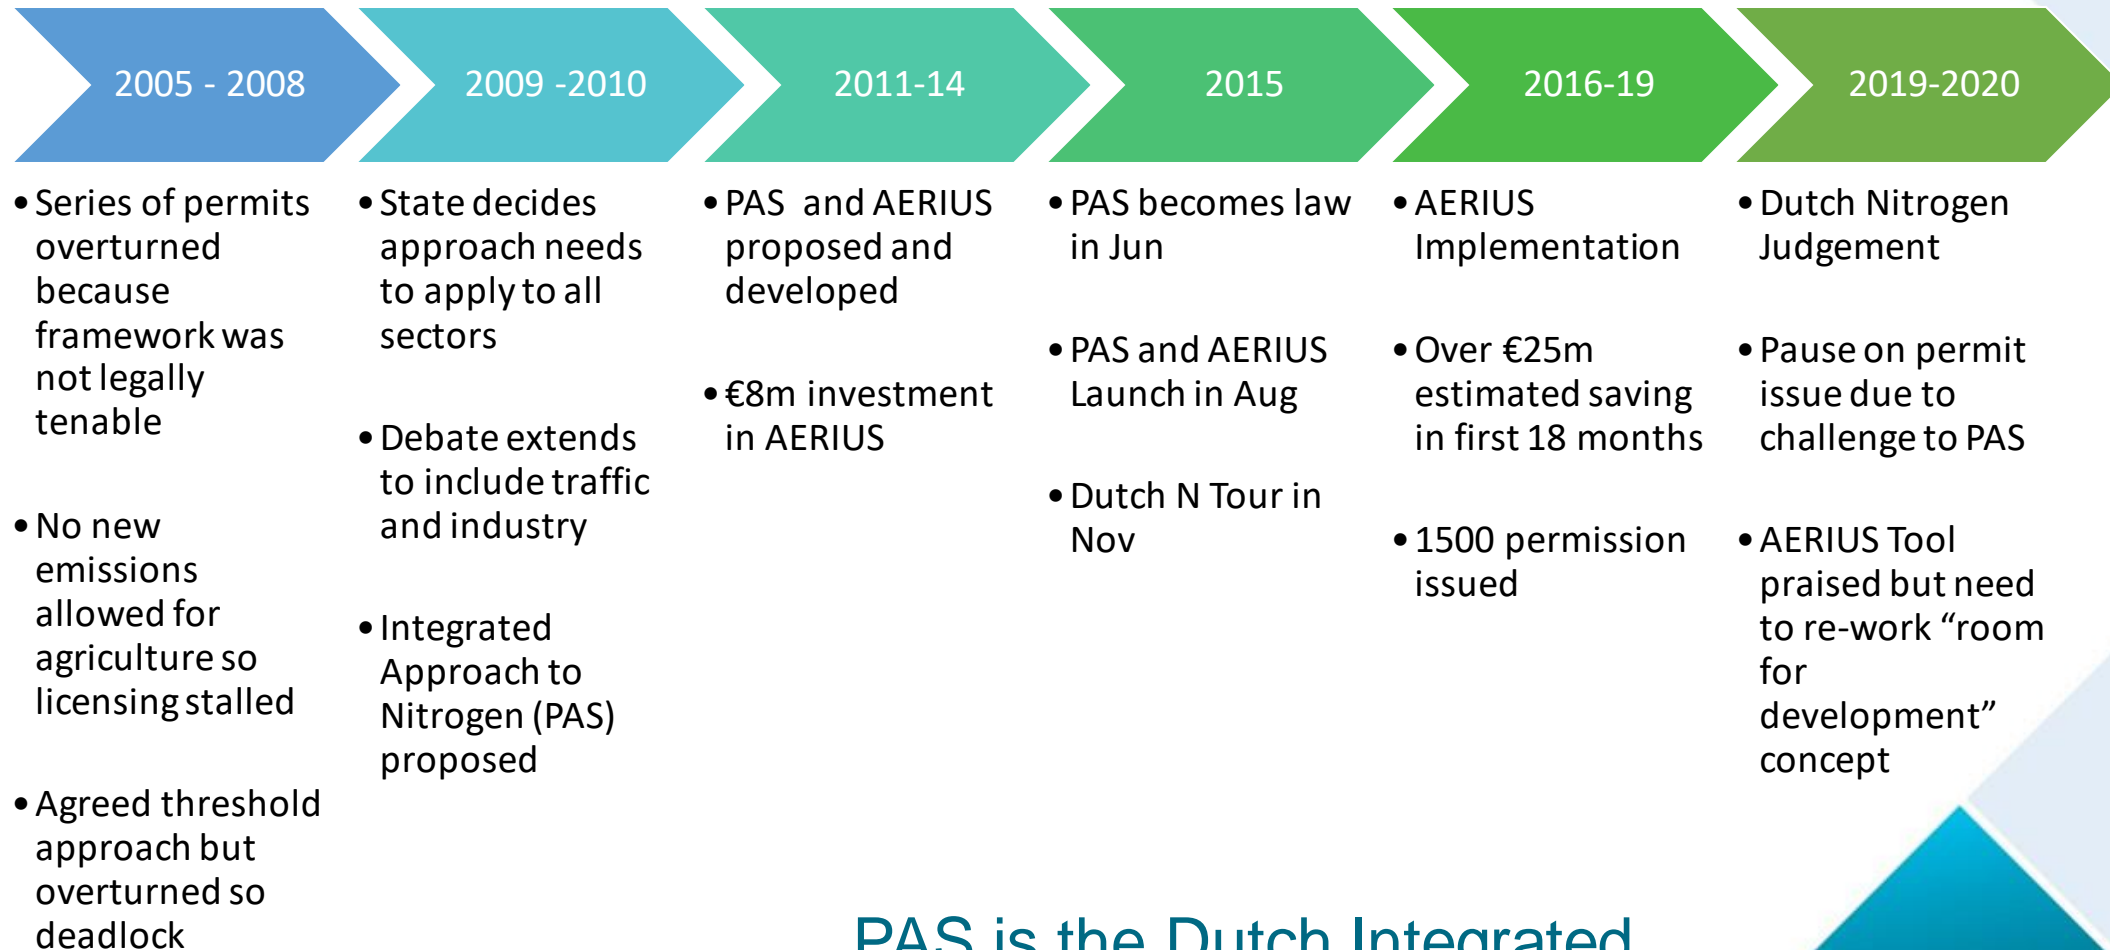 2005 - 2008
2009 -2010
2011-14
2015
2016-19
2019-2020
•Series of permits
overturned
because
framework was
not legally
tenable
•No new
emissions
allowed for
agriculture so
licensing stalled
•Agreed threshold
approach but
overturned so
deadlock
•State decides
approach needs
to apply to all
sectors
•Debate extends
to include traffic
and industry
•Integrated
Approach to
Nitrogen (PAS)
proposed
•PAS and AERIUS
proposed and
developed
•€8m investment
in AERIUS
•PAS becomes law
in Jun
•PAS and AERIUS
Launch in Aug
•Dutch N Tour in
Nov
•AERIUS
Implementation
•Over €25m
estimated saving
in first 18 months
•1500 permission
issued
•Dutch Nitrogen
Judgement
•Pause on permit
issue due to
challenge to PAS
•AERIUS Tool
praised but need
to re-work “room
for
development”
concept
PAS is the Dutch Integrated